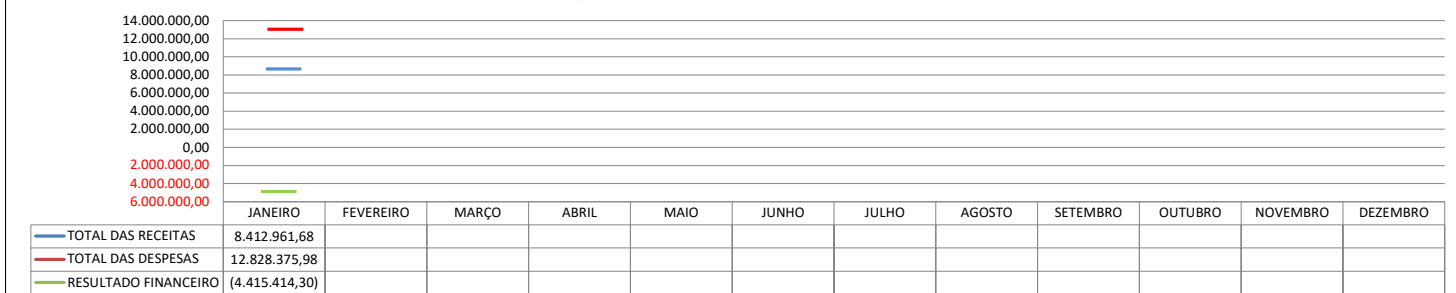 14.000.000,00
12.000.000,00
10.000.000,00
8.000.000,00
6.000.000,00
4.000.000,00
2.000.000,00
0,00
2.000.000,00
4.000.000,00
6.000.000,00
JANEIRO FEVEREIRO MARÇO ABRIL MAIO JUNHO JULHO AGOSTO SETEMBRO OUTUBRO NOVEMBRO DEZEMBRO
TOTAL DAS RECEITAS 8.412.961,68
TOTAL DAS DESPESAS 12.828.375,98
RESULTADO FINANCEIRO (4.415.414,30)